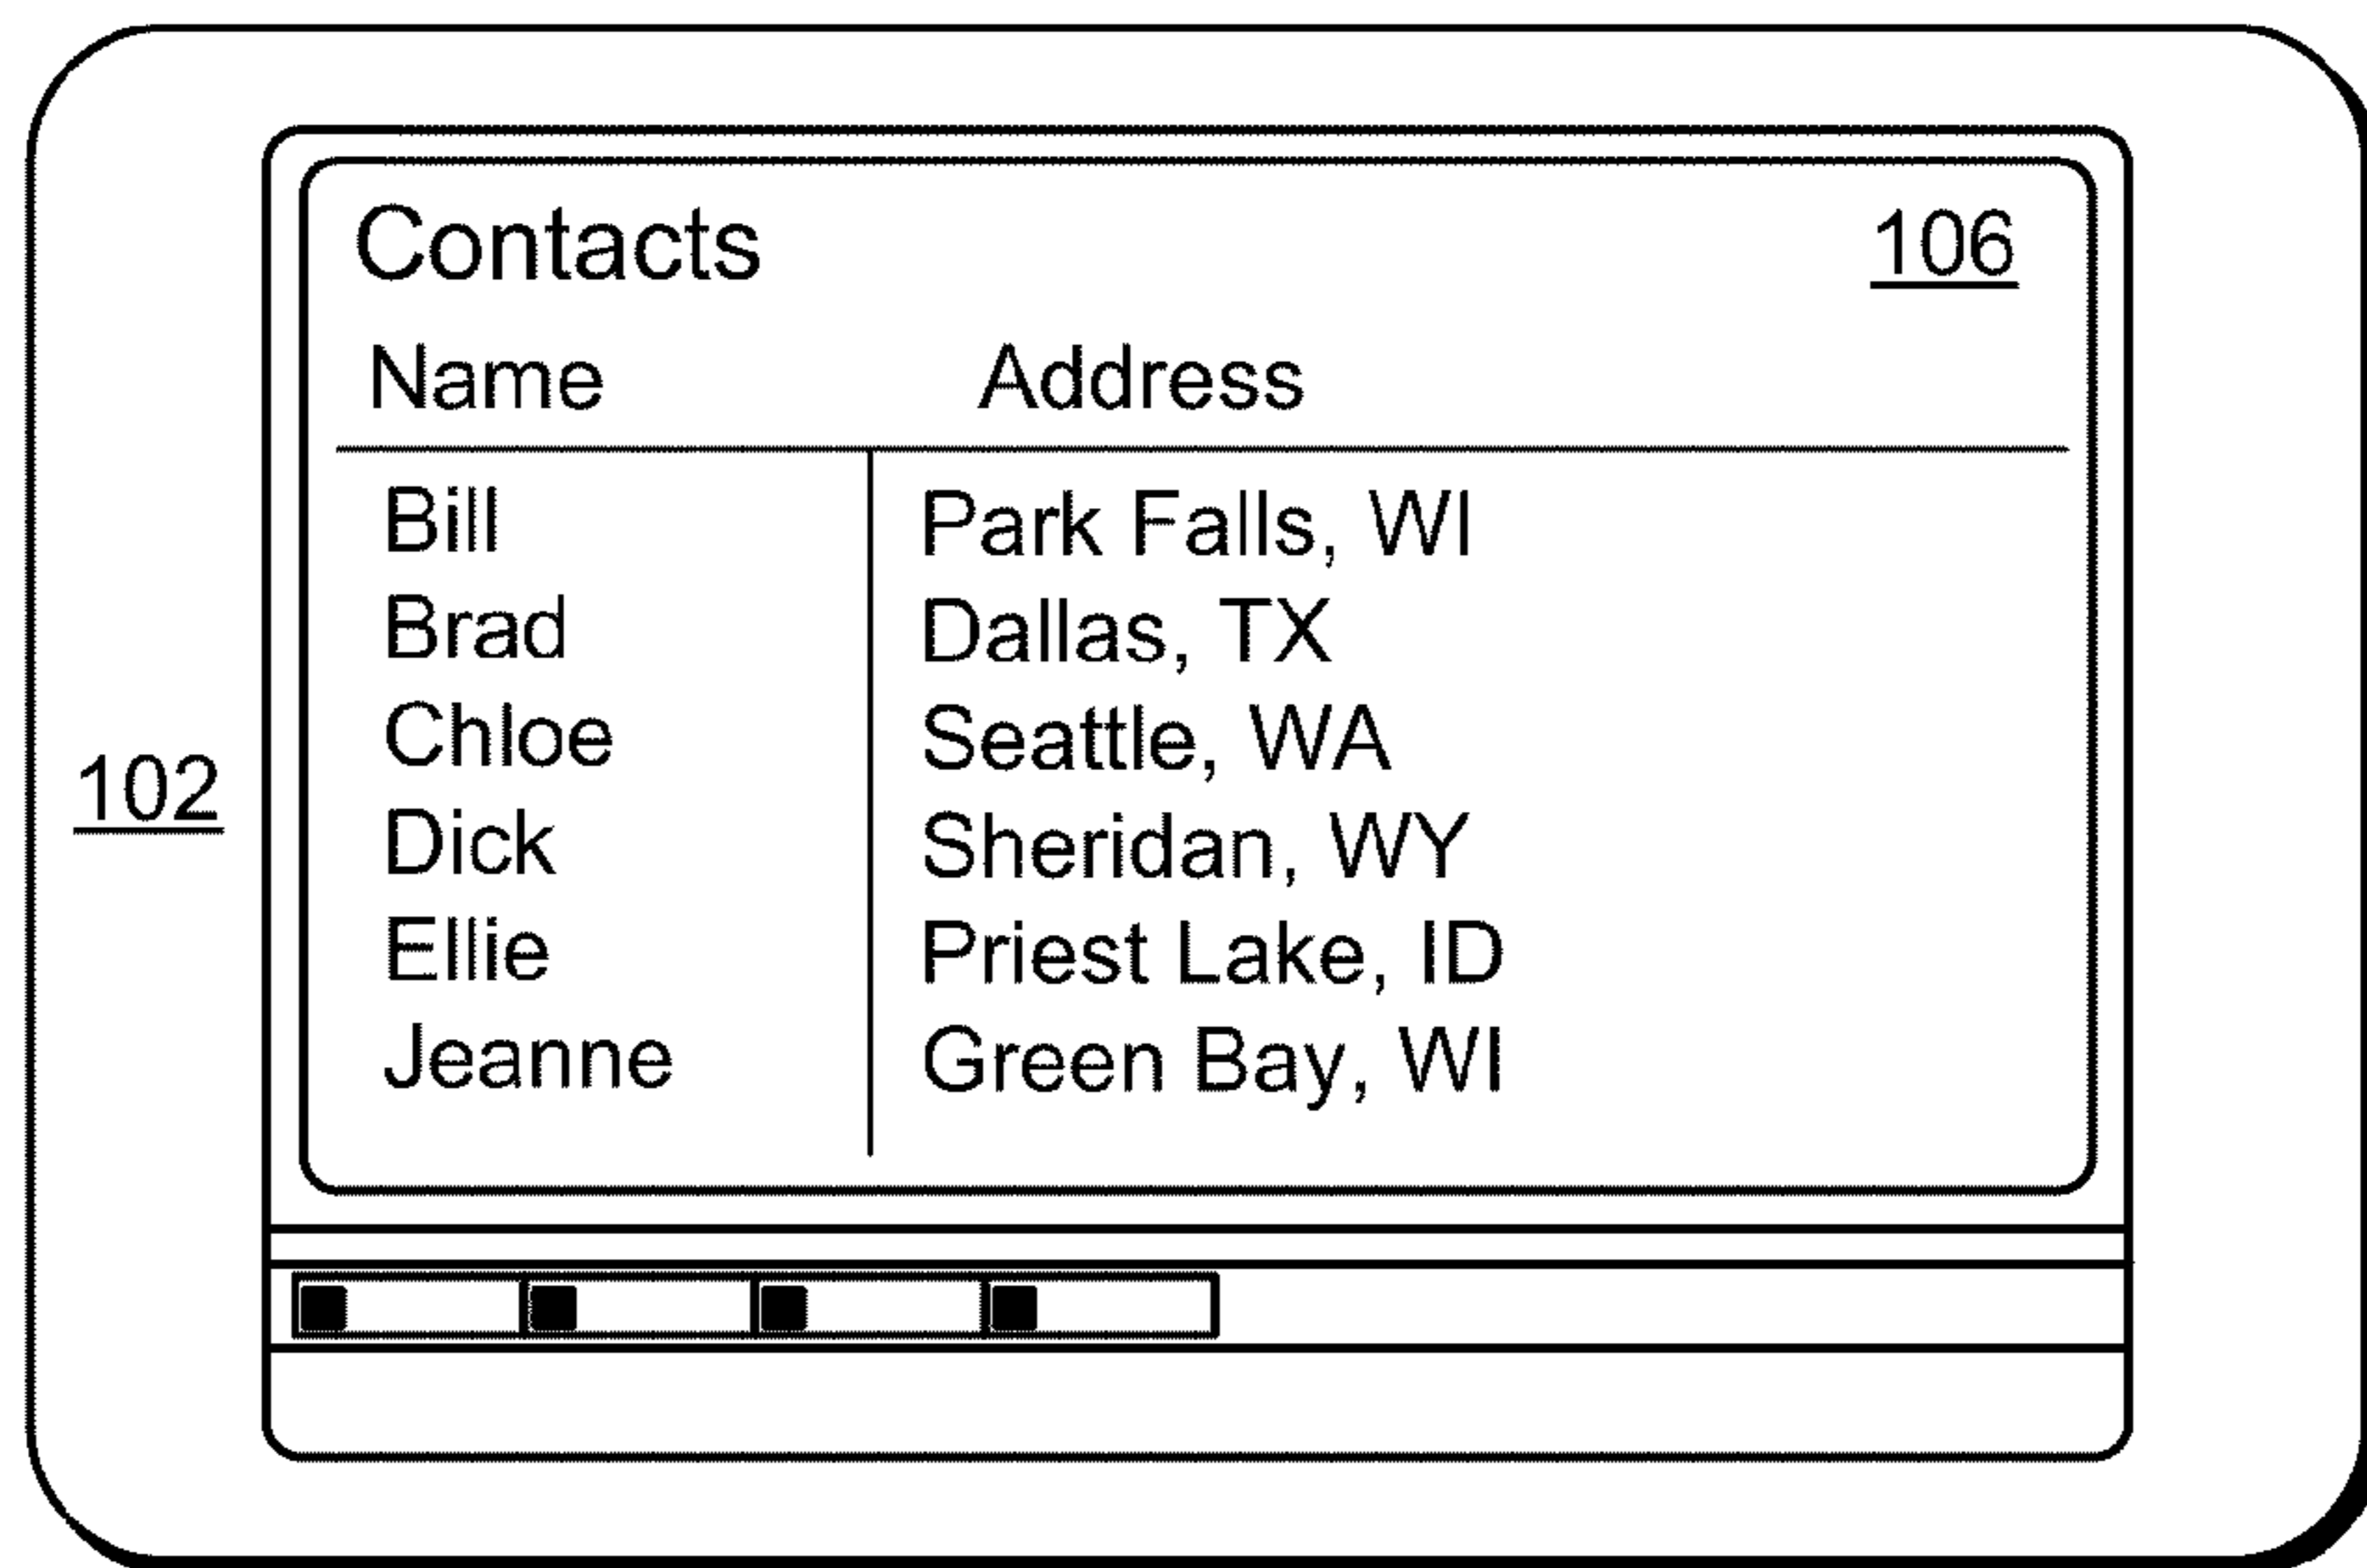 Contacts 106
Name Address
Bill Park Falls, WI
Brad Dallas, TX
Chloe Seattle, WA
102
Dick Sheridan, WY
Ellie Priest Lake, ID
Jeanne Green Bay, WI